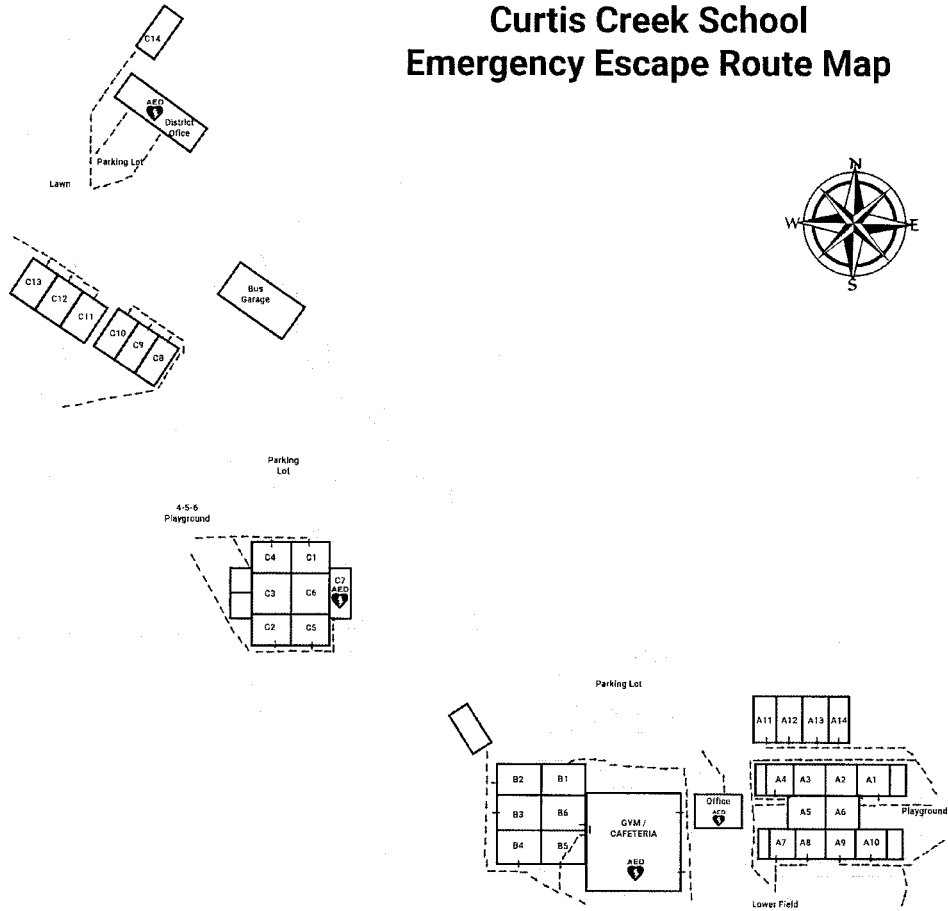 Curtis Creek School
Emergency Escape Route Map
C14
AED
District
Office
Parking Lot
Lawn
N
W
E
S
C13
C12
C11
C10
C9
C8
Bus
Garage
Parking
Lot
4-5-6
Playground
C4
C1
C3
C6
C7
AED
C2
C5
Parking Lot
A11
A12
A13
A14
B2
B1
B3
B6
B4
B5
GYM /
CAFETERIA
AED
Office
AED
A4
A3
A2
A1
A5
A6
Playground
A7
A8
A9
A10
Lower Field